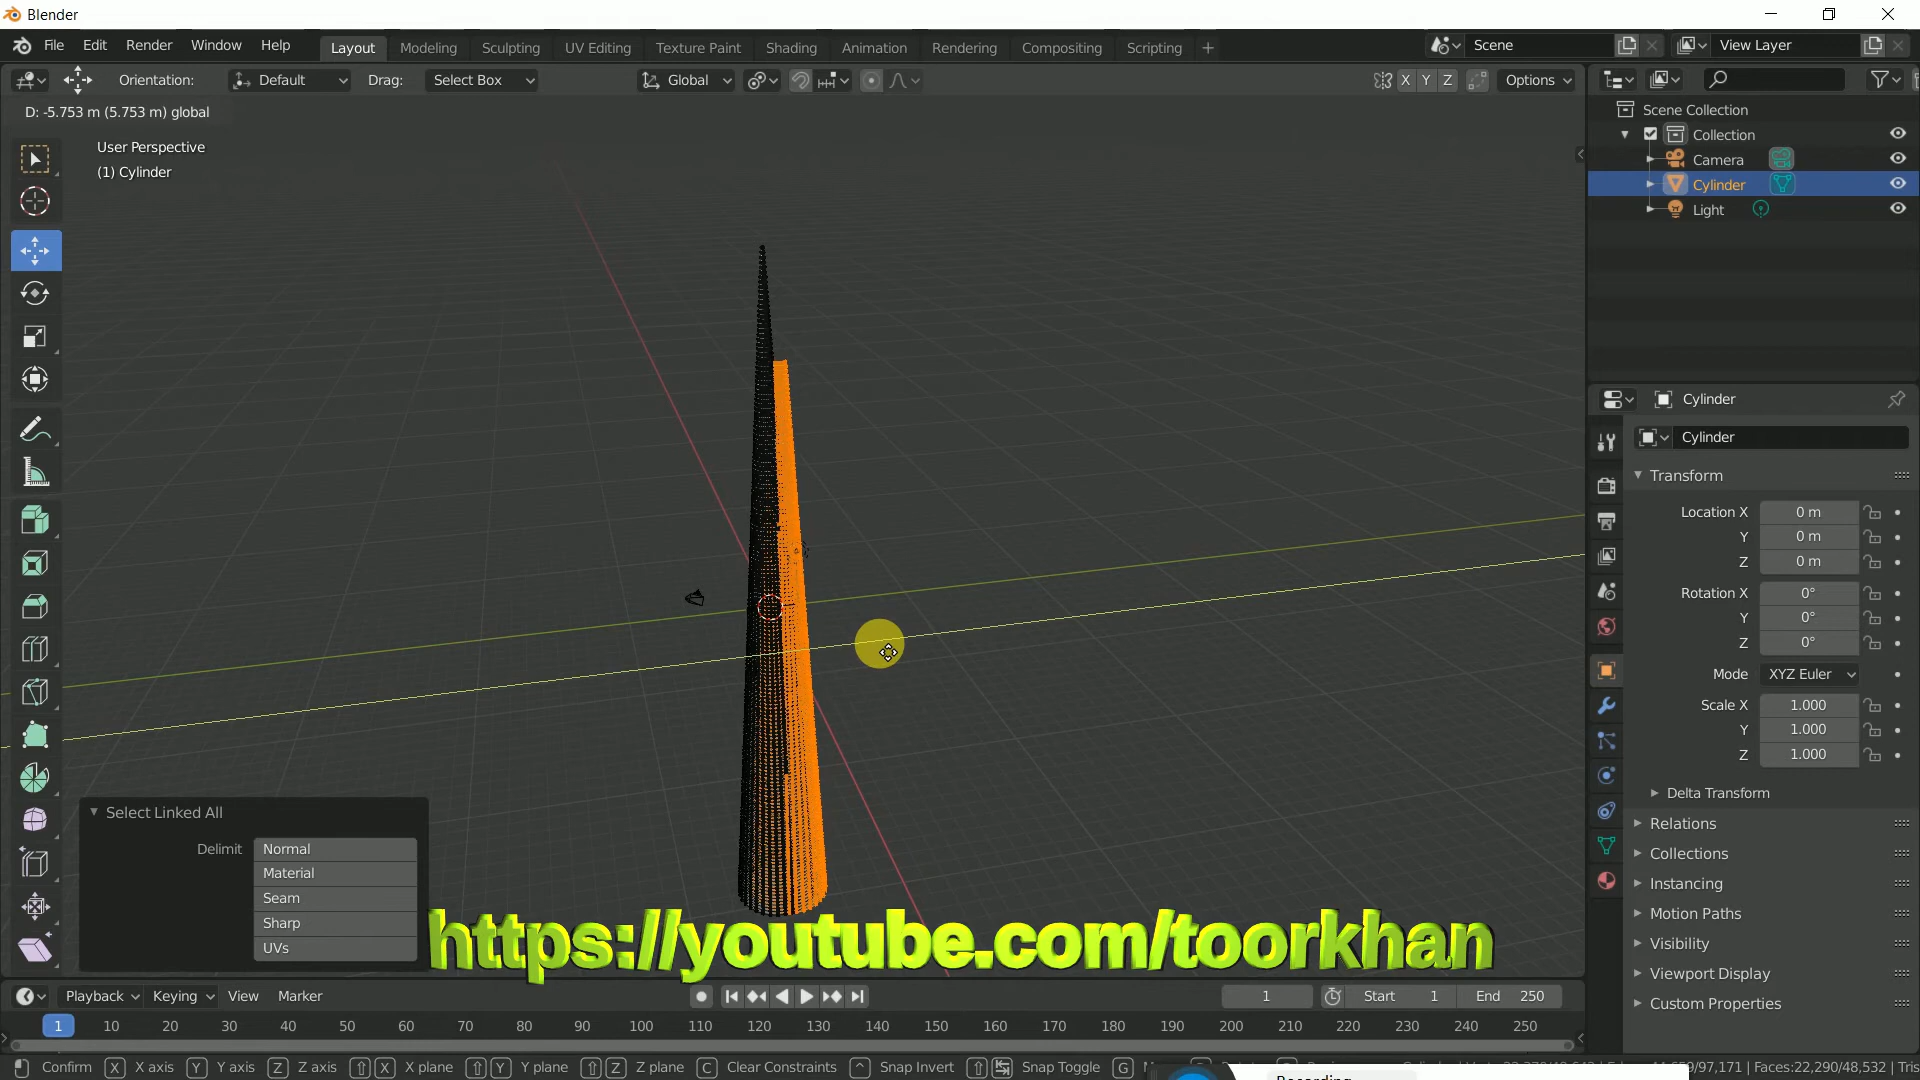 Blender
File Edit Render Window Help Layout Modeling Sculpting UV Editing Texture Paint Shading Animation Rendering Compositing Scripting + Scene View Layer
Orientation: Default Drag: Select Box Global X Y Z Options
D: -5.753 m (5.753 m) global
User Perspective
(1) Cylinder
Scene Collection
Collection
Camera
Cylinder
Light
Cylinder
Cylinder
Transform
Location X 0 m
Y 0 m
Z 0 m
Rotation X 0°
Y 0°
Z 0°
Mode XYZ Euler
Scale X 1.000
Y 1.000
Z 1.000
Delta Transform
Relations
Collections
Instancing
Motion Paths
Visibility
Viewport Display
Custom Properties
Select Linked All
Delimit Normal
Material
Seam
Sharp
UVs
https://youtube.com/toorkhan
Playback Keying View Marker 1 Start 1 End 250
1 10 20 30 40 50 60 70 80 90 100 110 120 130 140 150 160 170 180 190 200 210 220 230 240 250
Confirm X X axis Y Y axis Z Z axis X X plane Y Y plane Z Z plane C Clear Constraints Snap Invert Snap Toggle G Faces:22,290/48,532 Tris